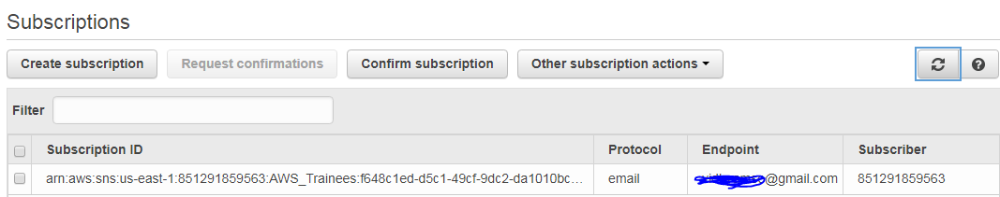 Subscriptions
Create subscription Request confirmations Confirm subscription Other subscription actions
Filter
Subscription ID Protocol Endpoint Subscriber
arn:aws:sns:us-east-1:851291859563:AWS_Trainees:f648c1ed-d5c1-49cf-9dc2-da1010bc... email @gmail.com 851291859563